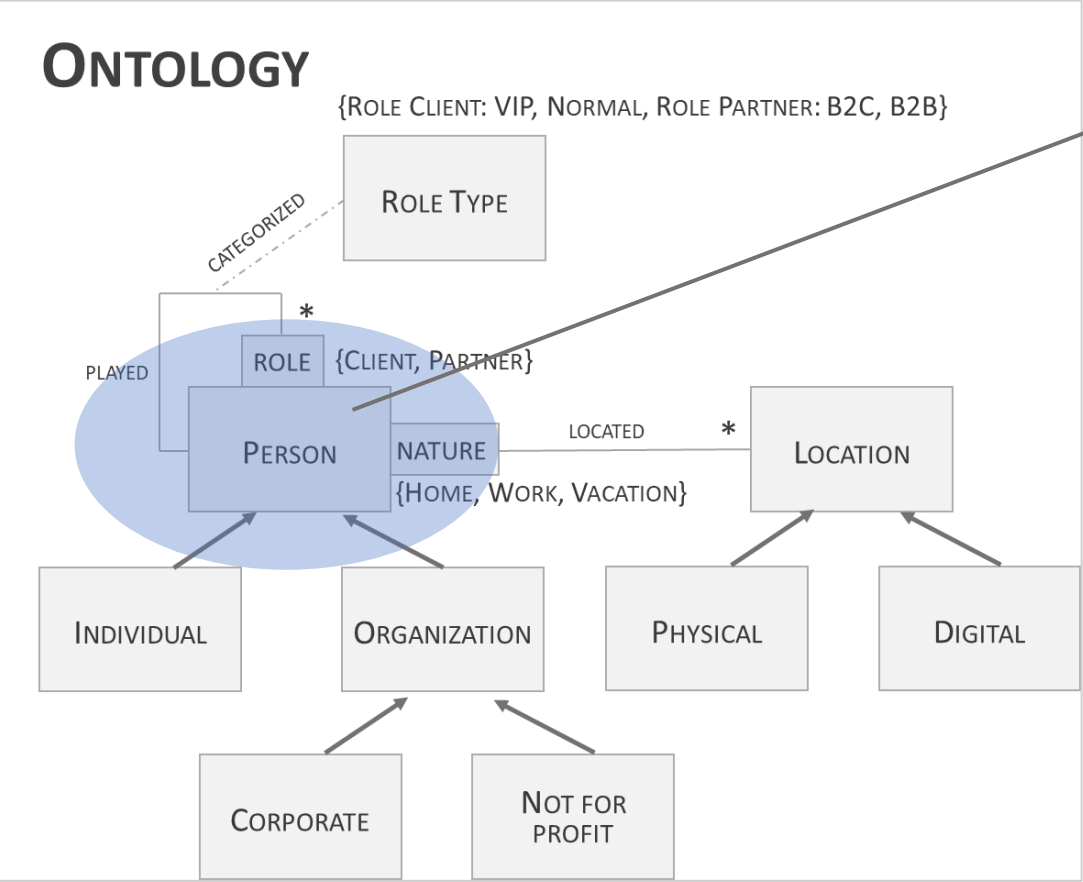 ONTOLOGY
{ROLE CLIENT: VIP, NORMAL, ROLE PARTNER: B2C, B2B}
ROLE TYPE
CATEGORIZED
*
PLAYED
ROLE
{CLIENT, PARTNER}
PERSON
NATURE
LOCATED
*
LOCATION
{HOME, WORK, VACATION}
INDIVIDUAL
ORGANIZATION
PHYSICAL
DIGITAL
CORPORATE
NOT FOR
PROFIT